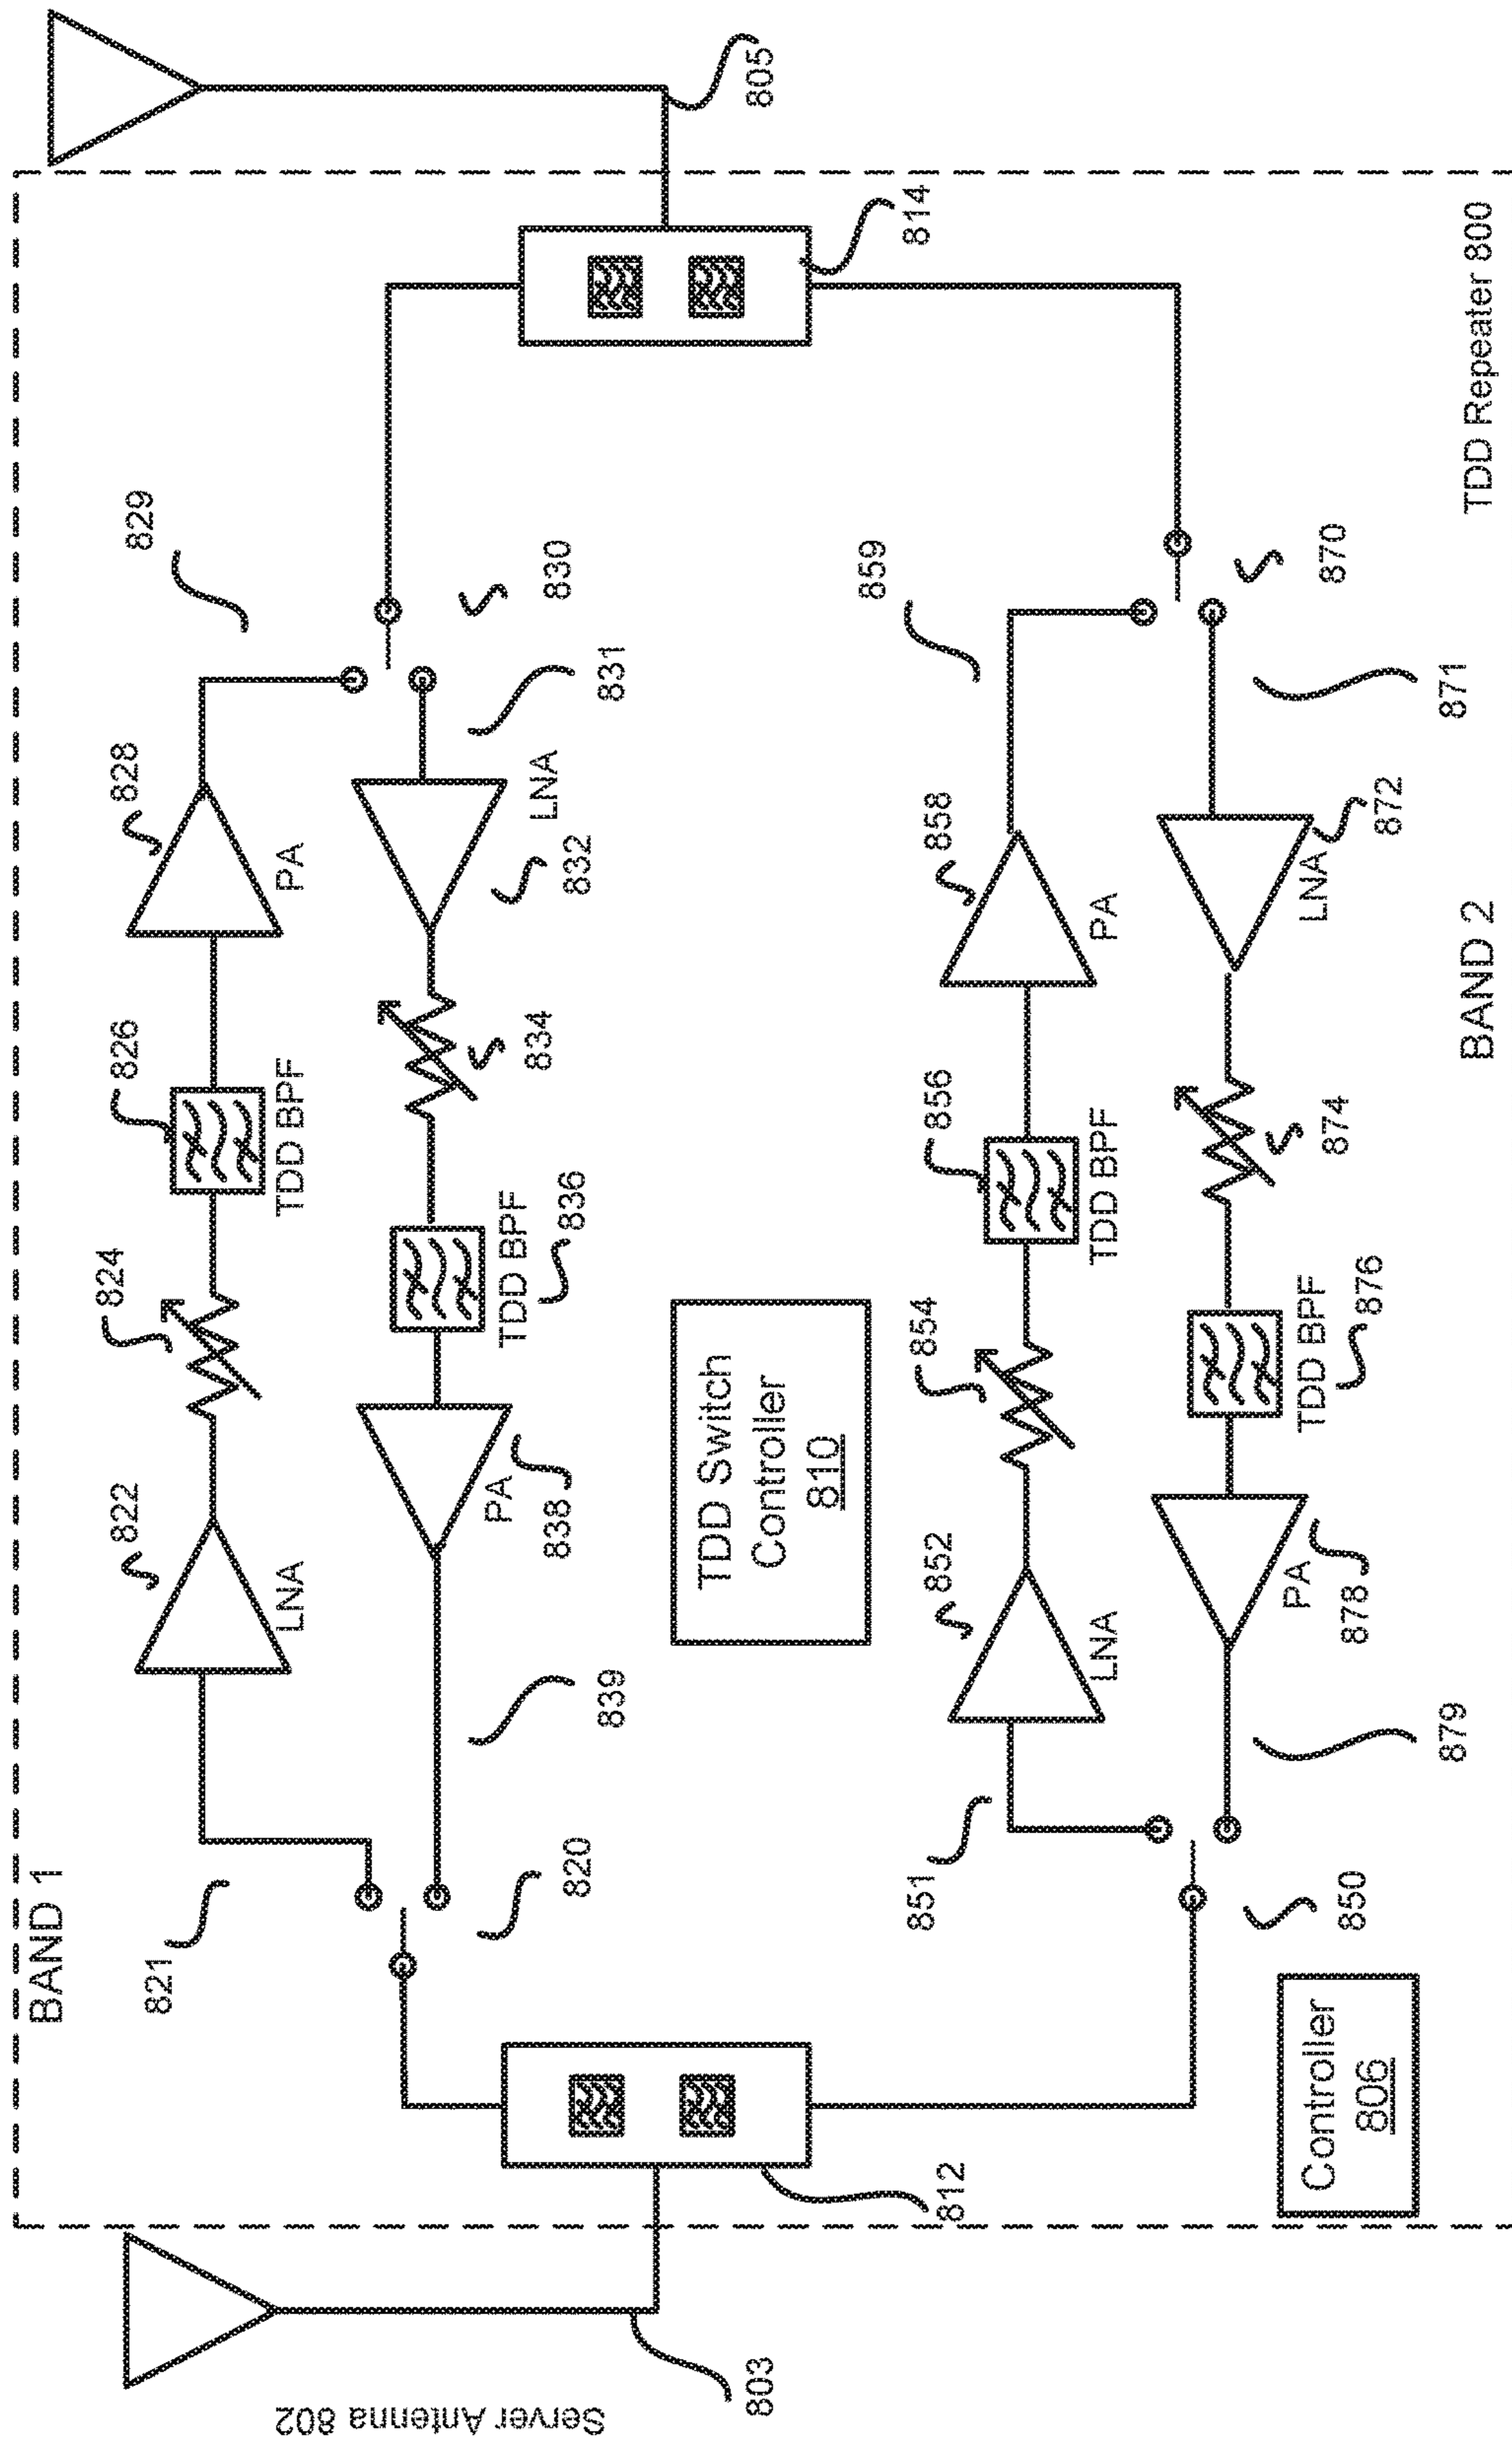 BAND 1
821
822
LNA
824
826
TDD BPF
828
PA
829
820
839
838
PA
836
TDD BPF
834
832
LNA
831
830
Server Antenna 802
803
812
814
805
TDD Switch
Controller
810
851
852
LNA
854
856
TDD BPF
858
PA
859
850
879
878
PA
876
TDD BPF
874
872
LNA
871
870
Controller
806
BAND 2
TDD Repeater 800